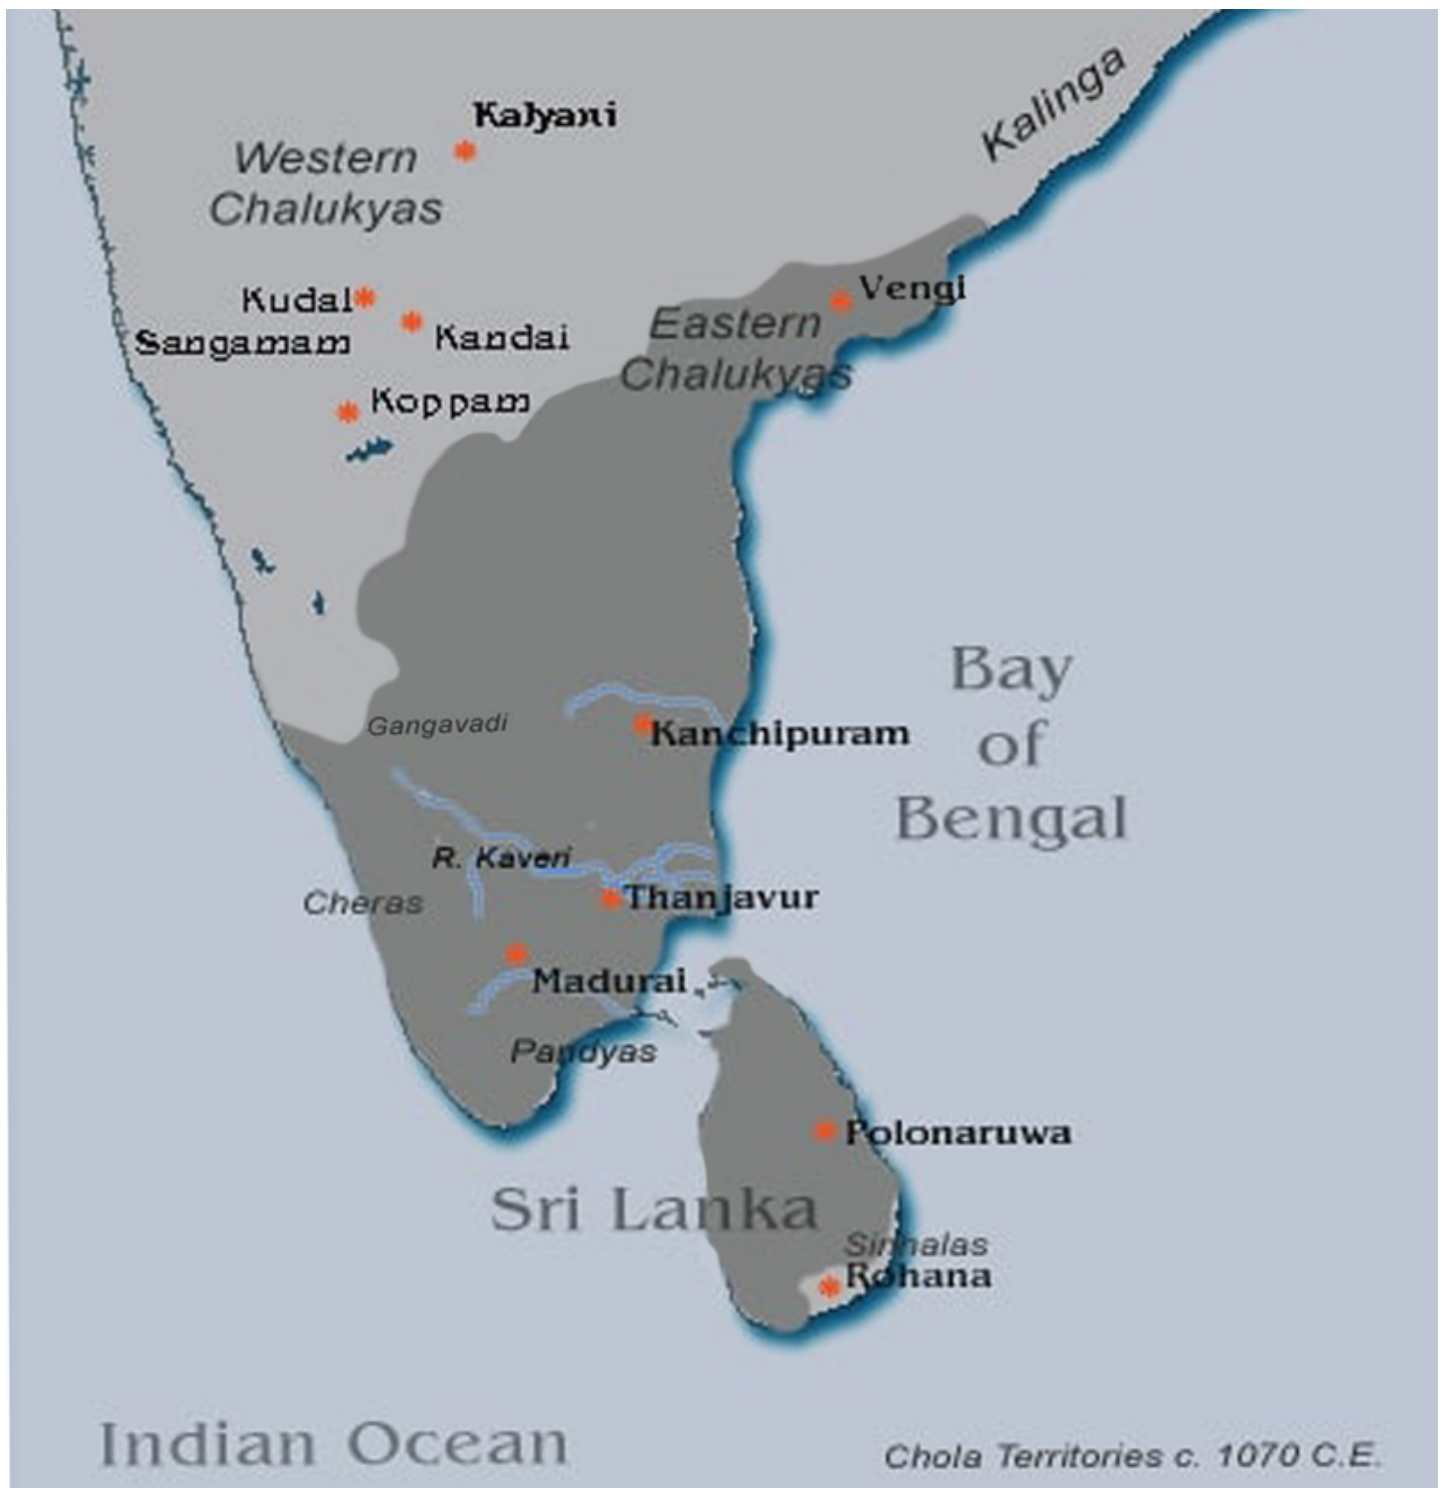 Kalinga
Kalyani
Western
Chalukyas
Vengi
Kudal
Sangamam
Kandai
Eastern
Chalukyas
Koppam
Bay
of
Bengal
Gangavadi
Kanchipuram
R. Kaveri
Cheras
Thanjavur
Madurai
Pandyas
Polonaruwa
Sri Lanka
Sinhalas
Rohana
Indian Ocean
Chola Territories c. 1070 C.E.